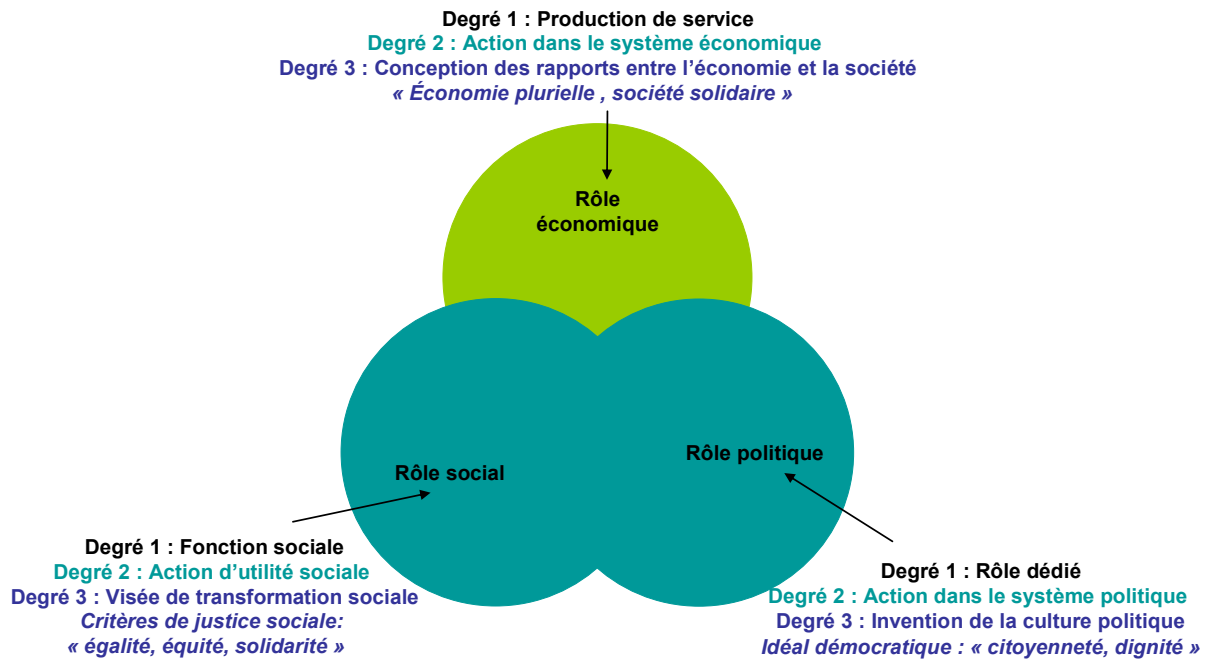 Degré 1 : Production de service
Degré 2 : Action dans le système économique
Degré 3 : Conception des rapports entre l’économie et la société
« Économie plurielle , société solidaire »
Rôle
économique
Rôle social
Rôle politique
Degré 1 : Fonction sociale
Degré 2 : Action d’utilité sociale
Degré 3 : Visée de transformation sociale
Critères de justice sociale:
« égalité, équité, solidarité »
Degré 1 : Rôle dédié
Degré 2 : Action dans le système politique
Degré 3 : Invention de la culture politique
Idéal démocratique : « citoyenneté, dignité »